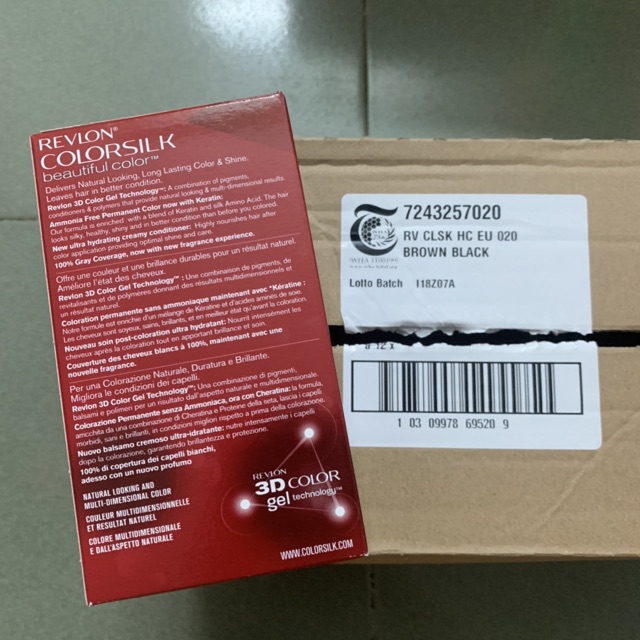 REVLON®
COLORSILK
beautiful color™
Delivers Natural Looking, Long Lasting Color & Shine.
Leaves hair in better condition.
Revlon 3D Color Gel Technology™: A combination of pigments,
conditioners & polymers that provide natural looking & multi-dimensional results.
Ammonia Free Permanent Color now with Keratin:
Our formula is enriched with a blend of Keratin and silk Amino Acid. The hair
looks silky, healthy, shiny and in better condition than before you colored.
New ultra hydrating creamy conditioner: Highly nourishes hair after
color application providing optimal shine and care.
100% Gray Coverage, now with new fragrance experience.
Offre une couleur et une brillance durables pour un résultat naturel.
Améliore l'état des cheveux.
Revlon 3D Color Gel Technology™: Une combinaison de pigments, de
revitalisants et de polymères donnant des résultats multidimensionnels et
un résultat naturel.
Coloration permanente sans ammoniaque maintenant avec *Kératine :
Notre formule est enrichie d'un mélange de Kératine et d'acides aminés de soie.
Les cheveux sont soyeux, sains, brillants, et en meilleur état qu'avant la coloration.
Nouveau soin post-coloration ultra hydratant: Nourrit intensément le
cheveux après la coloration tout en apportant brillance et soin.
Couverture des cheveux blancs à 100%, maintenant avec une
nouvelle fragrance.
Per una Colorazione Naturale, Duratura e Brillante.
Migliora le condizioni dei capelli.
Revlon 3D Color Gel Technology™: Una combinazione di pigmenti,
balsami e polimeri per un risultato dall'aspetto naturale e multidimensionale.
Colorazione Permanente senza Ammoniaca, ora con Cheratina: la formula,
arricchita da una combinazione di Cheratina e Proteine della seta, lascia i capelli
morbidi, sani e brillanti, in condizioni migliori rispetto a prima della colorazione.
Nuovo balsamo cremoso ultra-idratante: nutre intensamente i capelli
dopo la colorazione, garantendo brillantezza e protezione.
100% di copertura dei capelli bianchi,
adesso con un nuovo profumo
NATURAL LOOKING AND
MULTI-DIMENSIONAL COLOR
COULEUR MULTIDIMENSIONNELLE
ET RESULTAT NATUREL
COLORE MULTIDIMENSIONALE
E DALL'ASPETTO NATURALE
REVLON
3D COLOR
gel technology™
WWW.COLORSILK.COM
7243257020
RV CLSK HC EU 020
BROWN BLACK
Lotto Batch I18Z07A
12 x
1 03 09978 69520 9